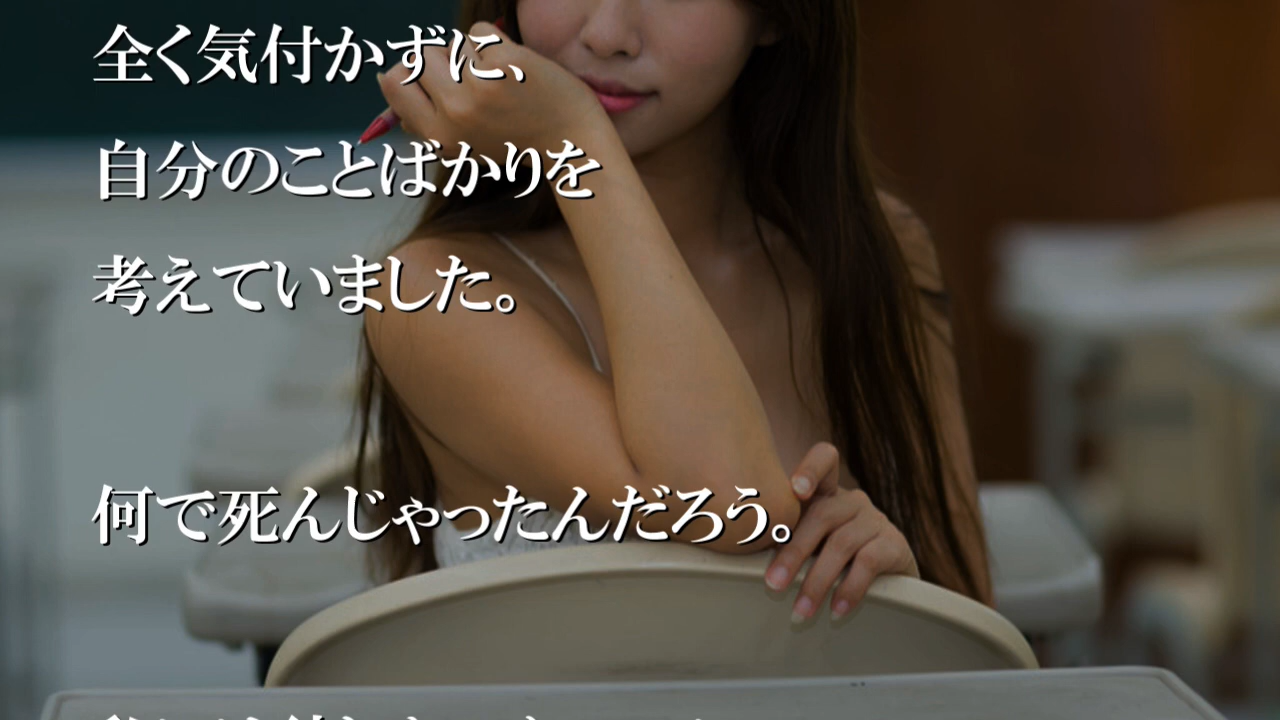 全く気付かずに、
自分のことばかりを
考えていました。
何で死んじゃったんだろう。